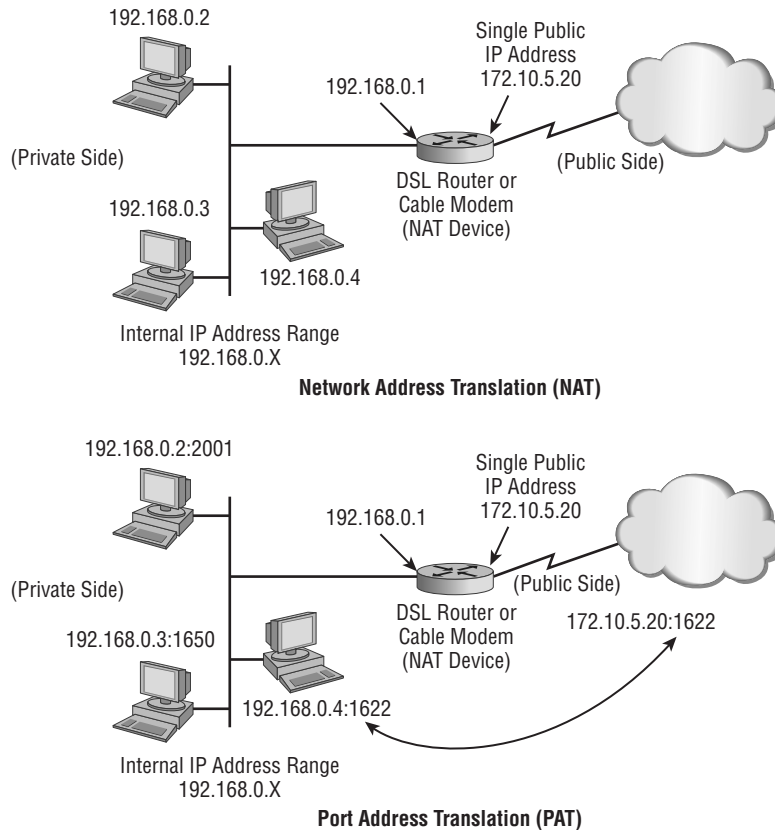 192.168.0.2
Single Public
IP Address
172.10.5.20
192.168.0.1
(Private Side)
(Public Side)
DSL Router or
Cable Modem
(NAT Device)
192.168.0.3
192.168.0.4
Internal IP Address Range
192.168.0.X
Network Address Translation (NAT)
192.168.0.2:2001
Single Public
IP Address
172.10.5.20
192.168.0.1
(Private Side)
(Public Side)
DSL Router or
Cable Modem
(NAT Device)
172.10.5.20:1622
192.168.0.3:1650
192.168.0.4:1622
Internal IP Address Range
192.168.0.X
Port Address Translation (PAT)